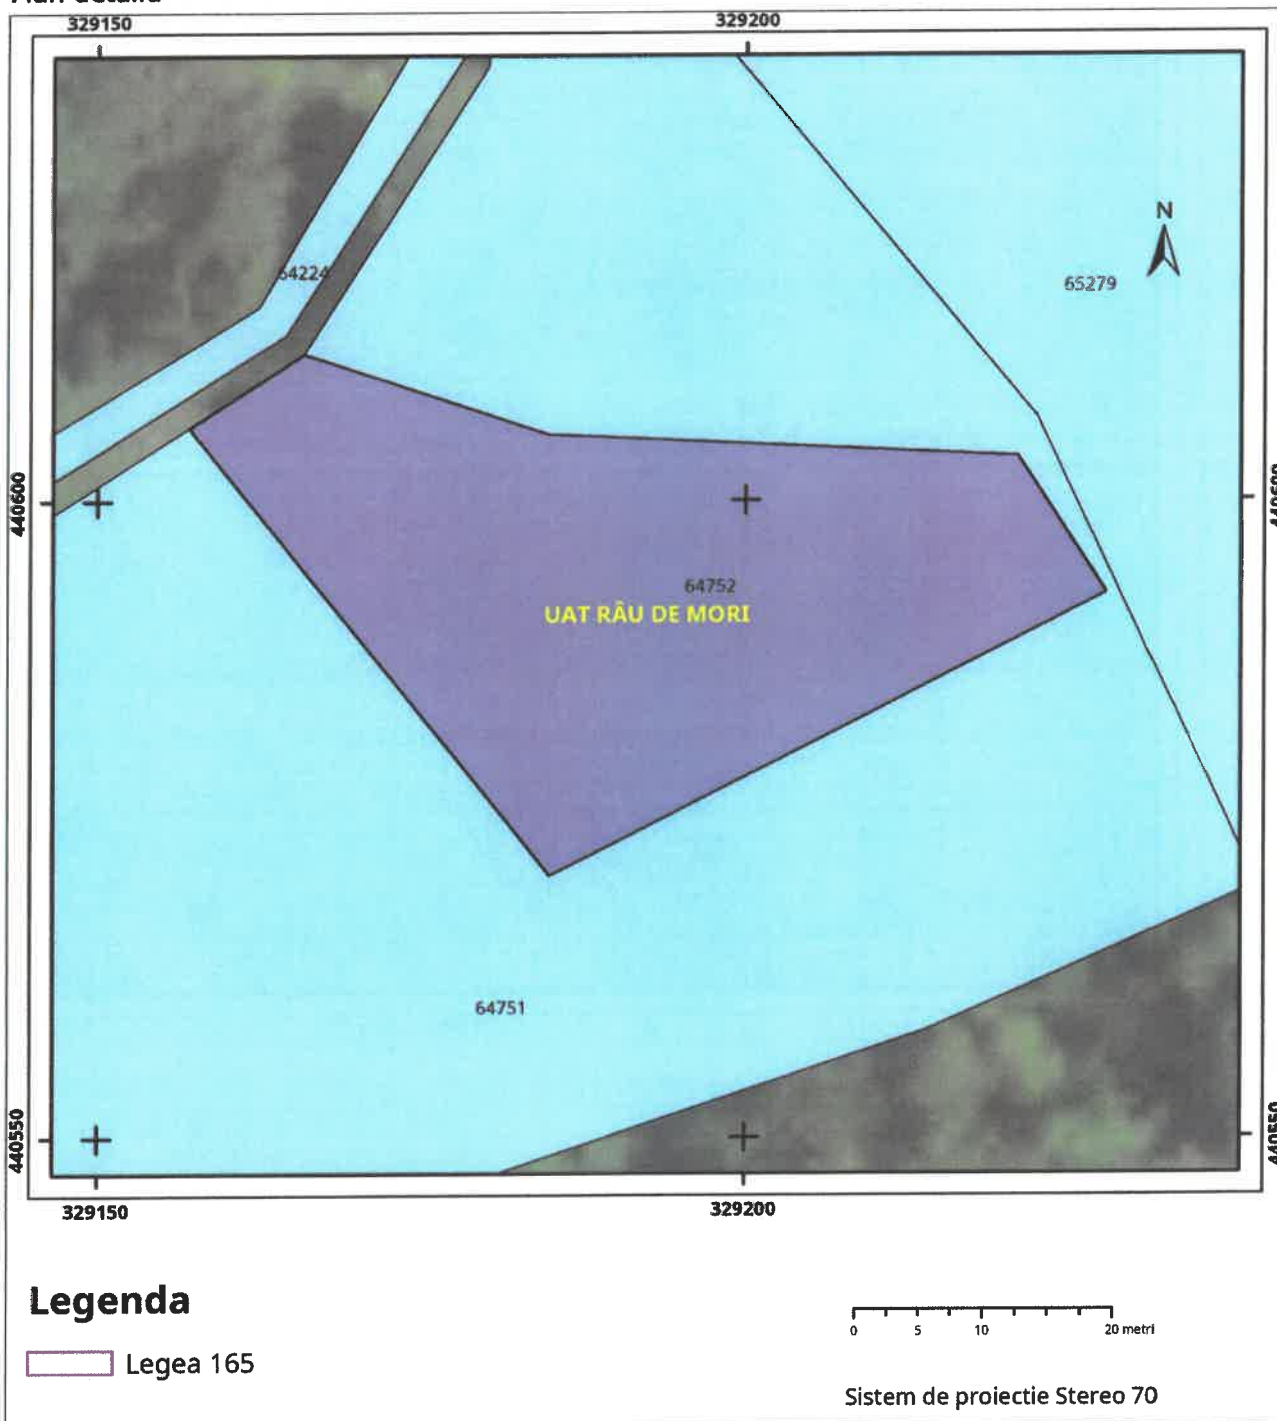 329150 329200
N
64224
65279
440600
64752
UAT RÂU DE MORI
64751
440550
329150 329200
Legenda
0 5 10 20 metri
Legea 165
Sistem de proiectie Stereo 70